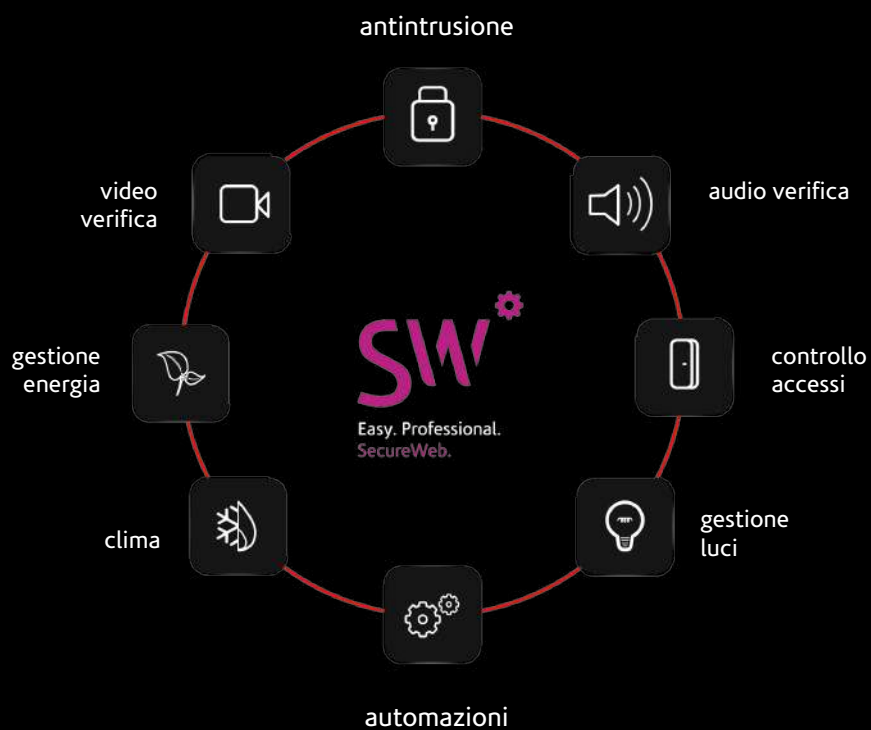 antintrusione
video
verifica
audio verifica
gestione
energia
SW
Easy. Professional.
SecureWeb.
controllo
accessi
clima
gestione
luci
automazioni